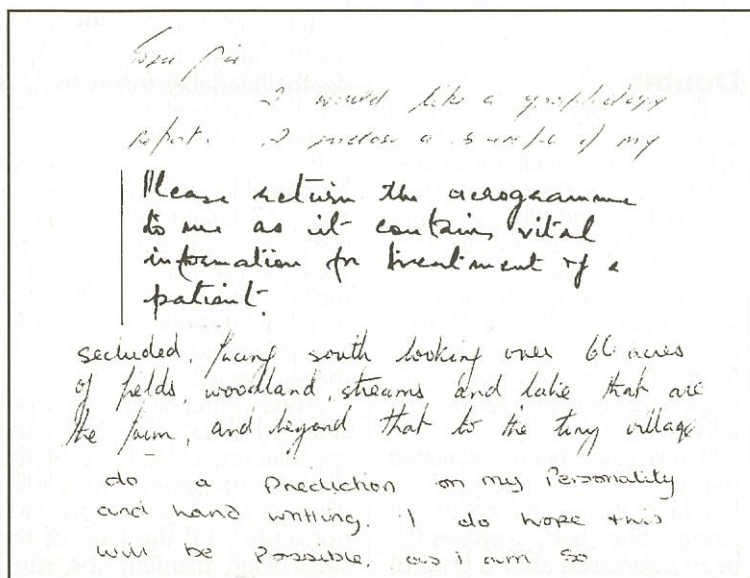 Dear Sir
I would like a graphology
report. I enclose a sample of my
Please return the aerogramme
to me as it contains vital
information for treatment of a
patient.
secluded, facing south looking over 60 acres
of fields, woodland, streams and lake that are
the farm, and beyond that to the tiny village
do a Prediction on my Personality
and hand writing. I do hope this
will be Possible, as i am so